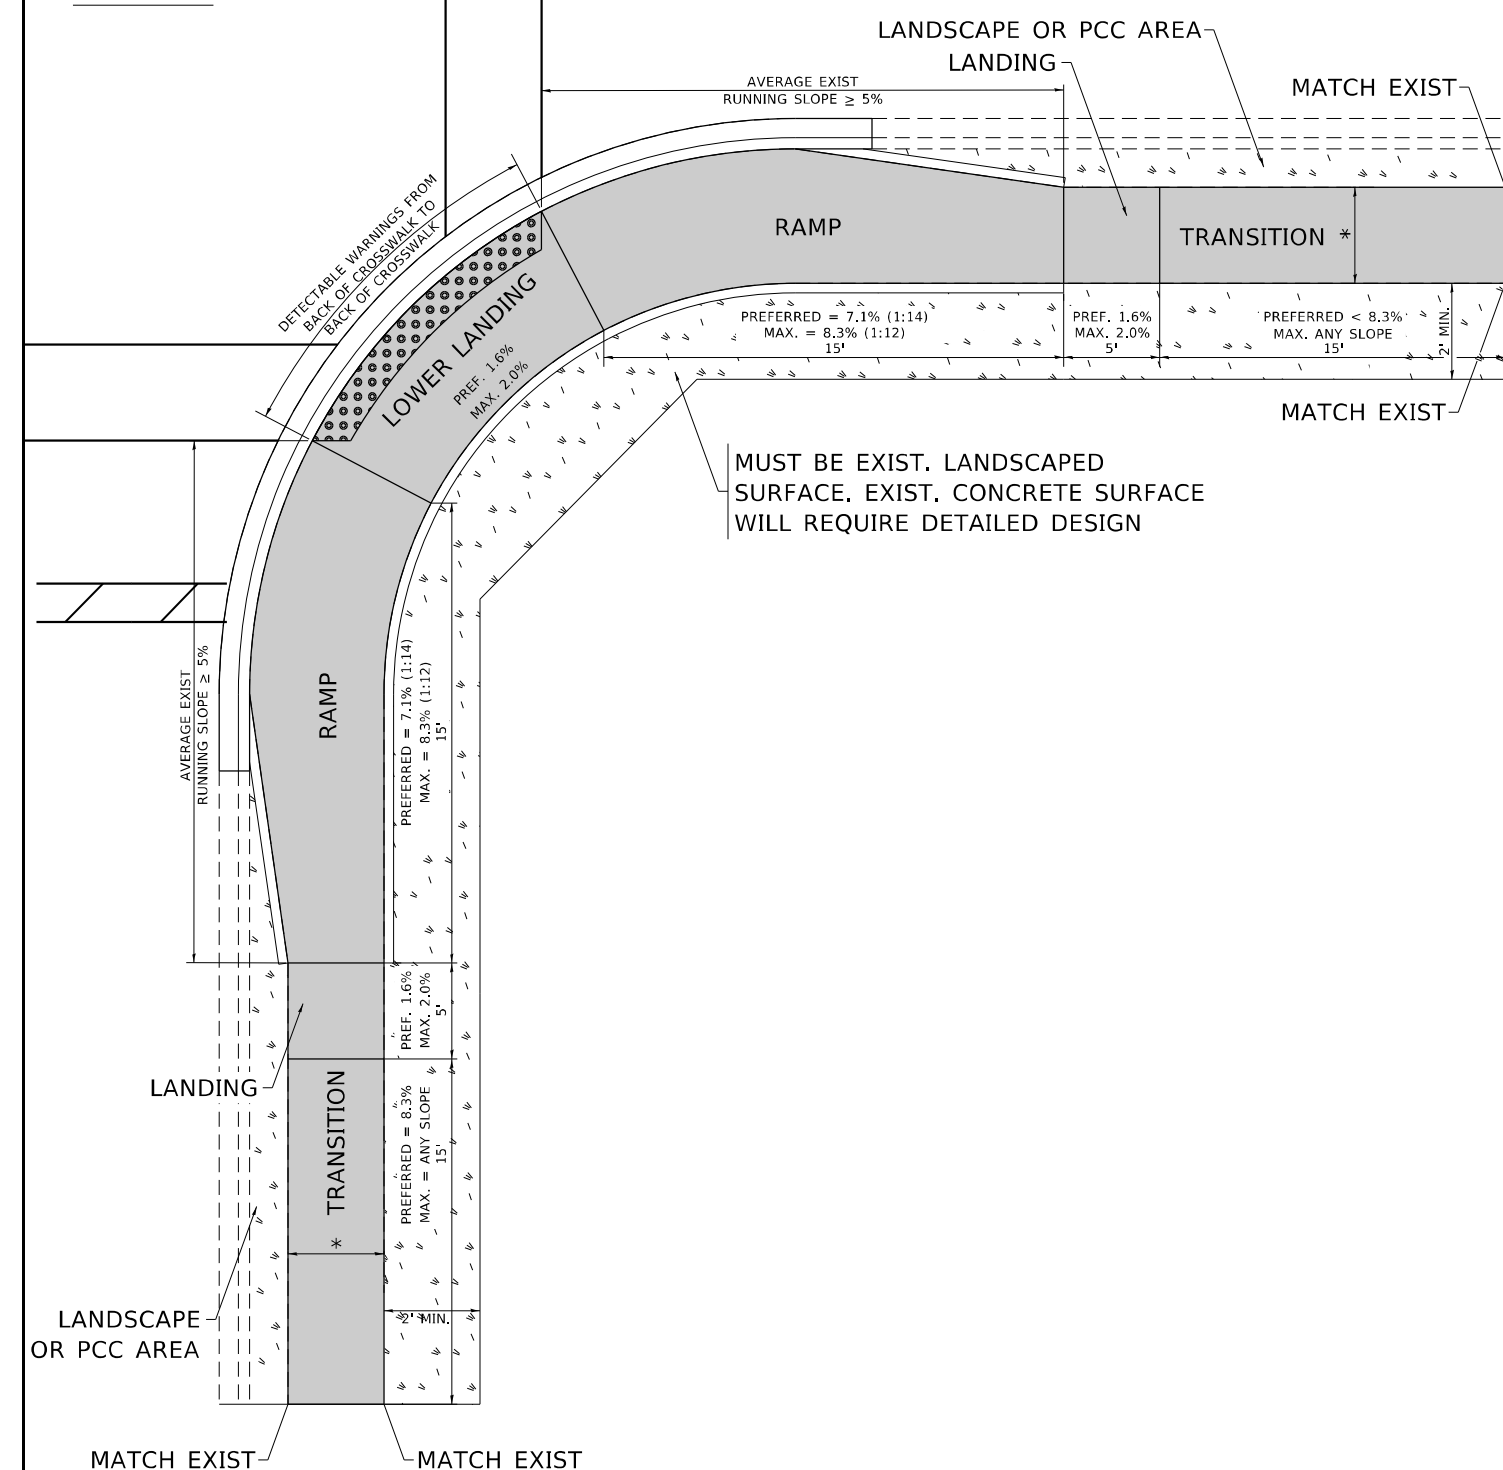 LANDSCAPE OR PCC AREA
LANDING
MATCH EXIST
AVERAGE EXIST
RUNNING SLOPE ≥ 5%
DETECTABLE WARNINGS FROM
BACK OF CROSSWALK TO
BACK OF CROSSWALK
RAMP
TRANSITION *
LOWER LANDING
PREF. 1.6%
MAX. 2.0%
PREFERRED = 7.1% (1:14)
MAX. = 8.3% (1:12)
15'
PREF. 1.6%
MAX. 2.0%
5'
PREFERRED < 8.3%
MAX. ANY SLOPE
15'
2' MIN.
MATCH EXIST
MUST BE EXIST. LANDSCAPED
SURFACE. EXIST. CONCRETE SURFACE
WILL REQUIRE DETAILED DESIGN
AVERAGE EXIST
RUNNING SLOPE ≥ 5%
RAMP
PREFERRED = 7.1% (1:14)
MAX. = 8.3% (1:12)
15'
PREF. 1.6%
MAX. 2.0%
5'
LANDING
* TRANSITION
PREFERRED = 8.3%
MAX. = ANY SLOPE
15'
2' MIN.
LANDSCAPE
OR PCC AREA
MATCH EXIST
MATCH EXIST